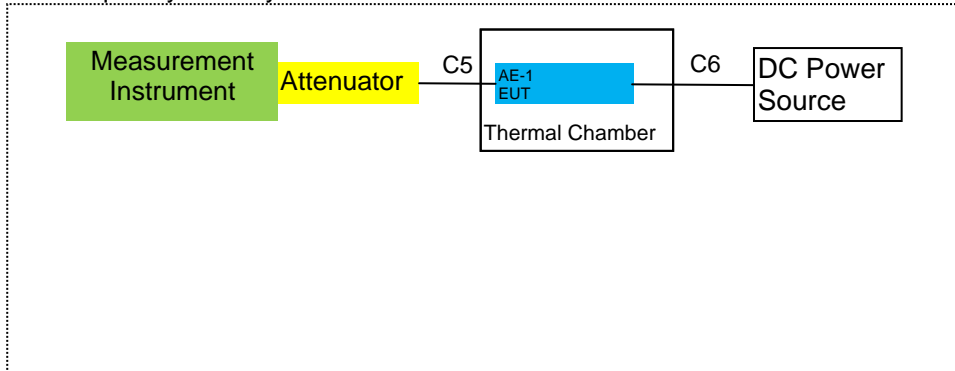 Measurement
Instrument
Attenuator
C5
AE-1
EUT
Thermal Chamber
C6
DC Power
Source